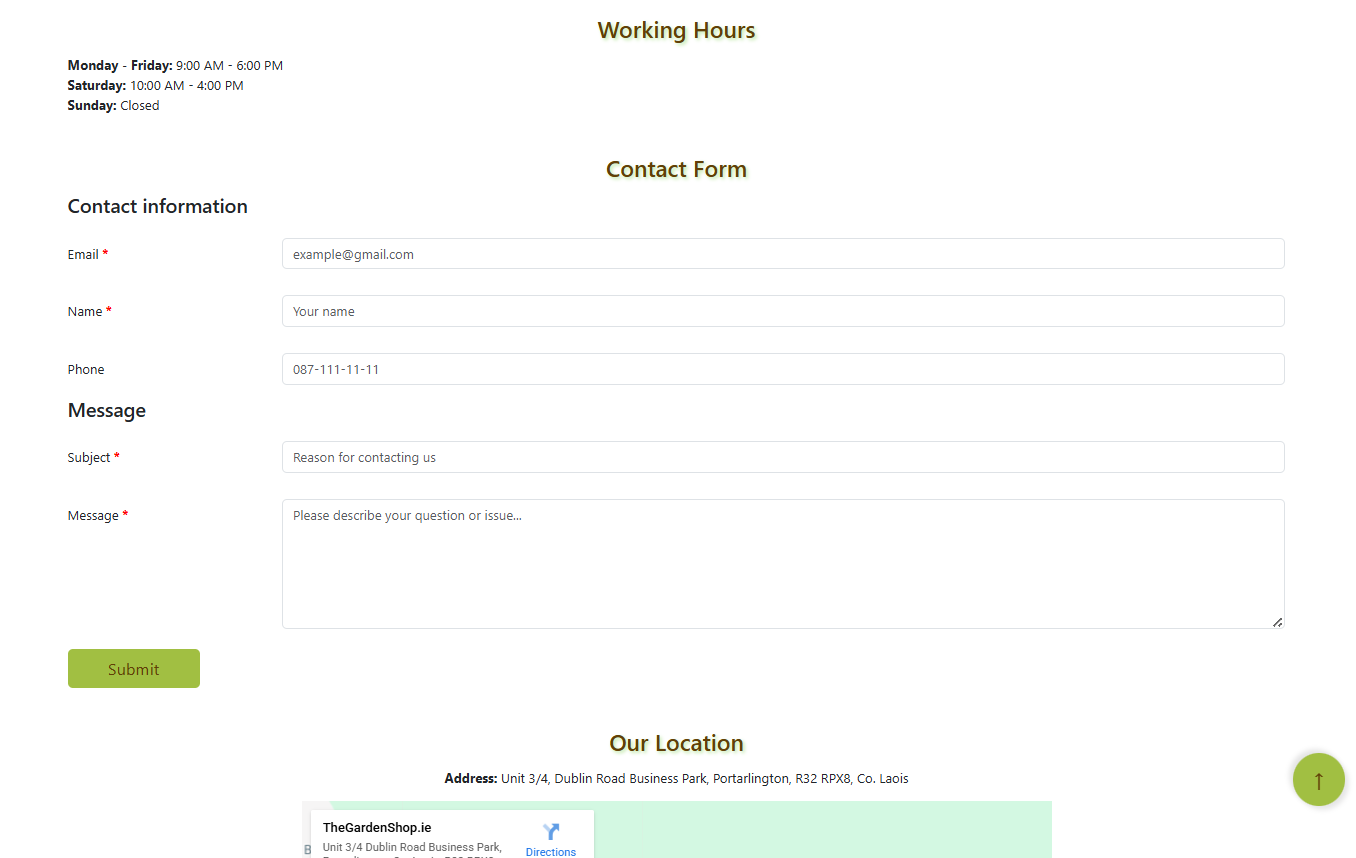 Working Hours
Monday - Friday: 9:00 AM - 6:00 PM
Saturday: 10:00 AM - 4:00 PM
Sunday: Closed
Contact Form
Contact information
Email *
example@gmail.com
Name *
Your name
Phone
087-111-11-11
Message
Subject *
Reason for contacting us
Message *
Please describe your question or issue...
Submit
Our Location
Address: Unit 3/4, Dublin Road Business Park, Portarlington, R32 RPX8, Co. Laois
↑
TheGardenShop.ie
Unit 3/4 Dublin Road Business Park,
Directions